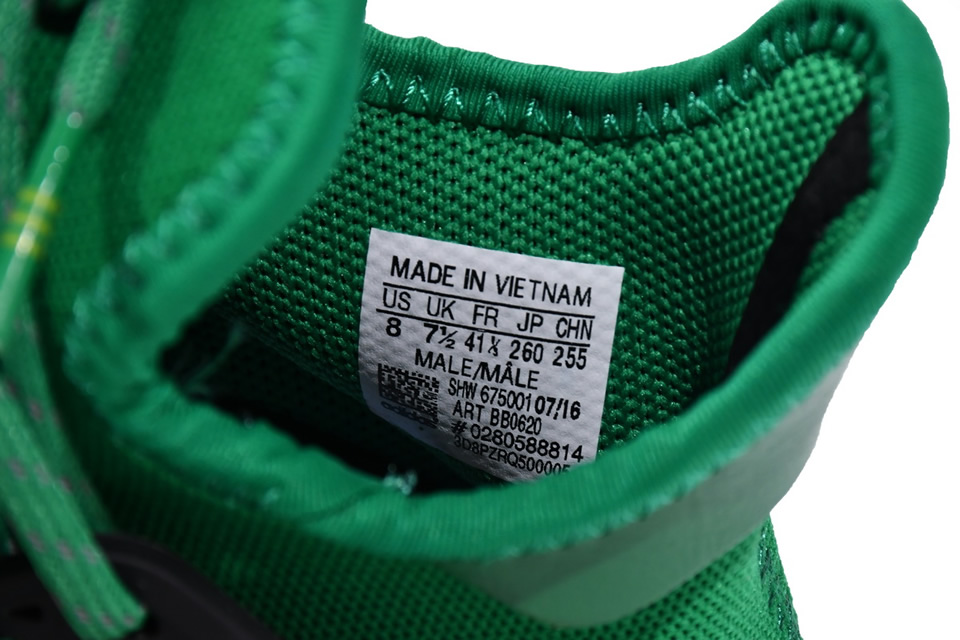 MADE IN VIETNAM
US UK FR JP CHN
8 7½ 41⅓ 260 255
MALE/MÂLE
SHW 675001 07/16
ART BB0620
#0280588814
3D8PZRQ500005